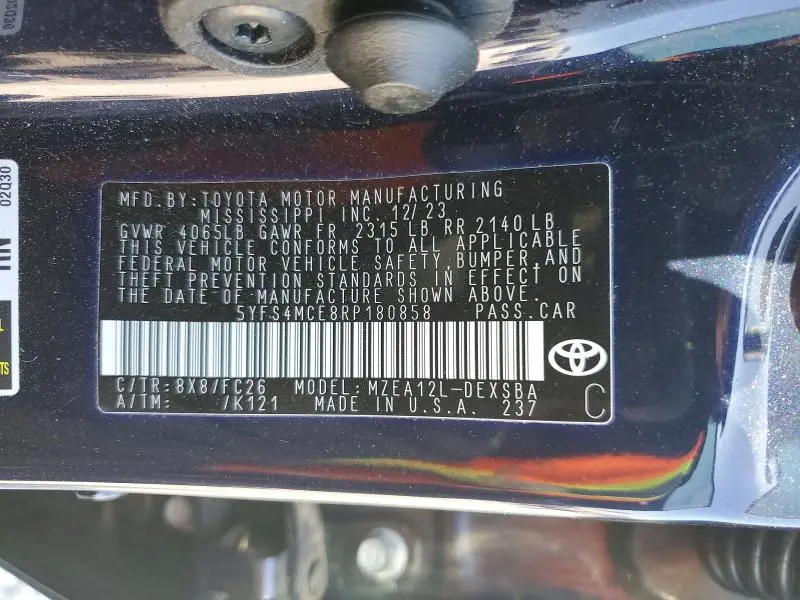 MFD.BY:TOYOTA MOTOR MANUFACTURING
MISSISSIPPI INC. 12/23
GVWR 4065LB GAWR FR 2315 LB RR 2140LB
THIS VEHICLE CONFORMS TO ALL APPLICABLE
FEDERAL MOTOR VEHICLE SAFETY,BUMPER,AND
THEFT PREVENTION STANDARDS IN EFFECT ON
THE DATE OF MANUFACTURE SHOWN ABOVE.
5YFS4MCE8RP180858 PASS.CAR
C/TR:8X8/FC26 MODEL:MZEA12L-DEXSBA
A/TM: /K121 MADE IN U.S.A. 237 C
02030